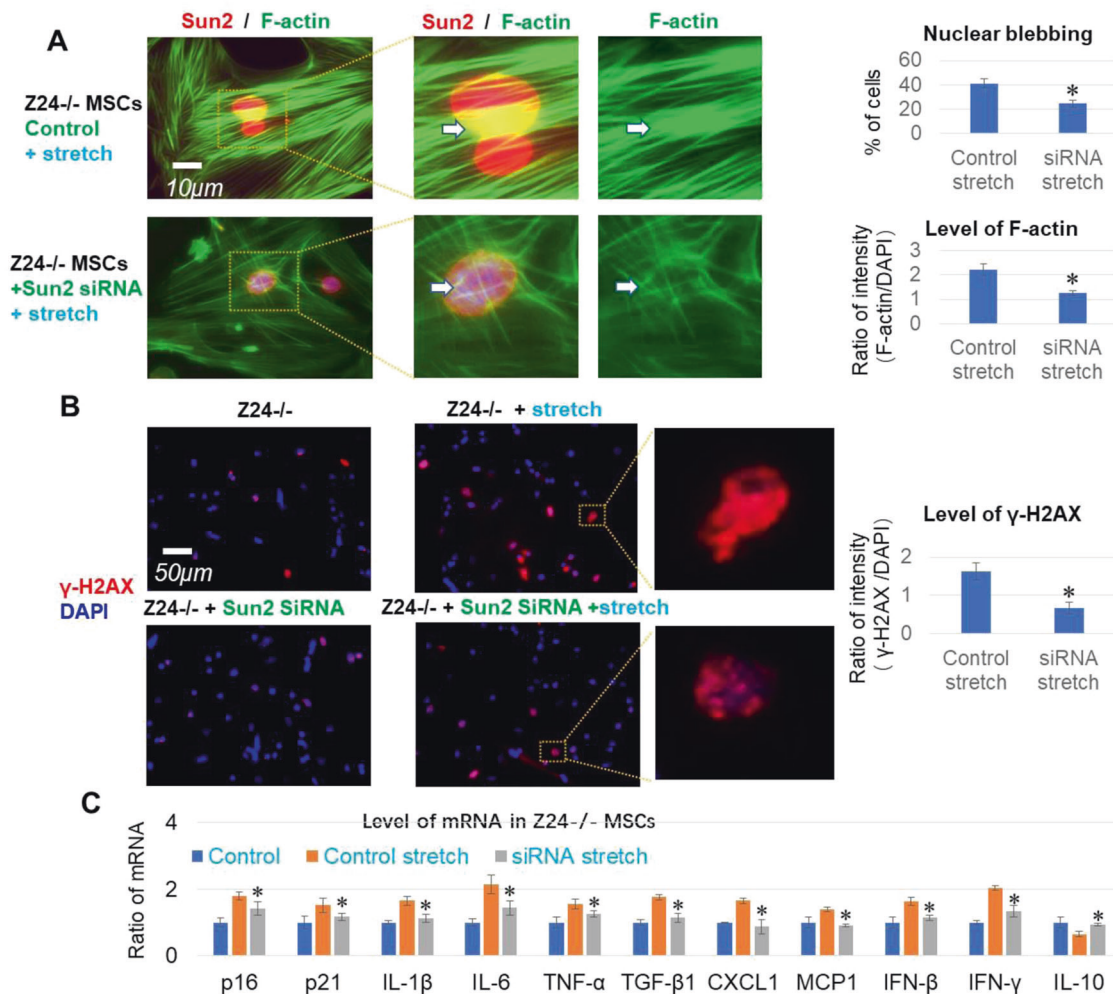 A
Sun2 / F-actin
Sun2 / F-actin
F-actin
Z24-/- MSCs
Control
+ stretch
10μm
Z24-/- MSCs
+Sun2 siRNA
+ stretch
Nuclear blebbing
% of cells
60
40
20
0
Control
stretch
siRNA
stretch
Level of F-actin
Ratio of intensity
(F-actin/DAPI)
3
2
1
0
*
*
Control
stretch
siRNA
stretch
B
Z24-/-
Z24-/- + stretch
50μm
γ-H2AX
DAPI
Z24-/- + Sun2 SiRNA
Z24-/- + Sun2 SiRNA +stretch
Level of γ-H2AX
Ratio of intensity
( γ-H2AX /DAPI)
2
1
0
*
Control
stretch
siRNA
stretch
C
Level of mRNA in Z24-/- MSCs
Ratio of mRNA
4
2
0
Control Control stretch siRNA stretch
* * * * * * * * * * *
p16 p21 IL-1β IL-6 TNF-α TGF-β1 CXCL1 MCP1 IFN-β IFN-γ IL-10